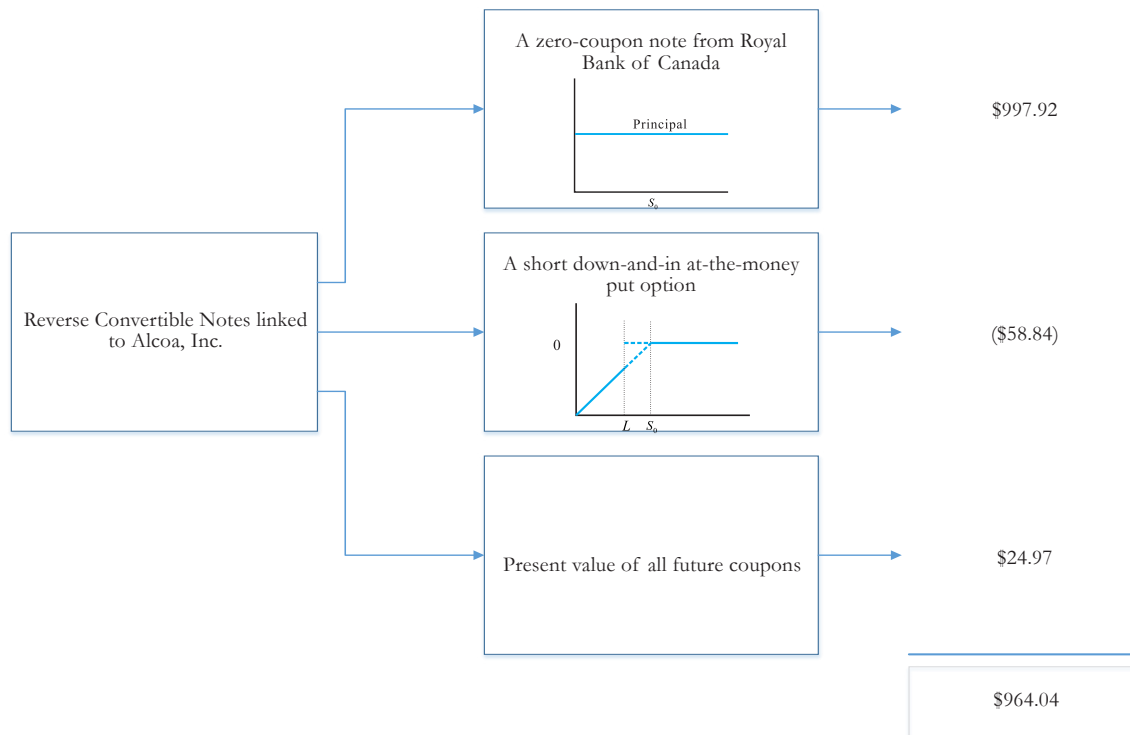 A zero-coupon note from Royal
Bank of Canada
Principal
S₀
$997.92
Reverse Convertible Notes linked
to Alcoa, Inc.
A short down-and-in at-the-money
put option
0
L S₀
($58.84)
Present value of all future coupons
$24.97
$964.04